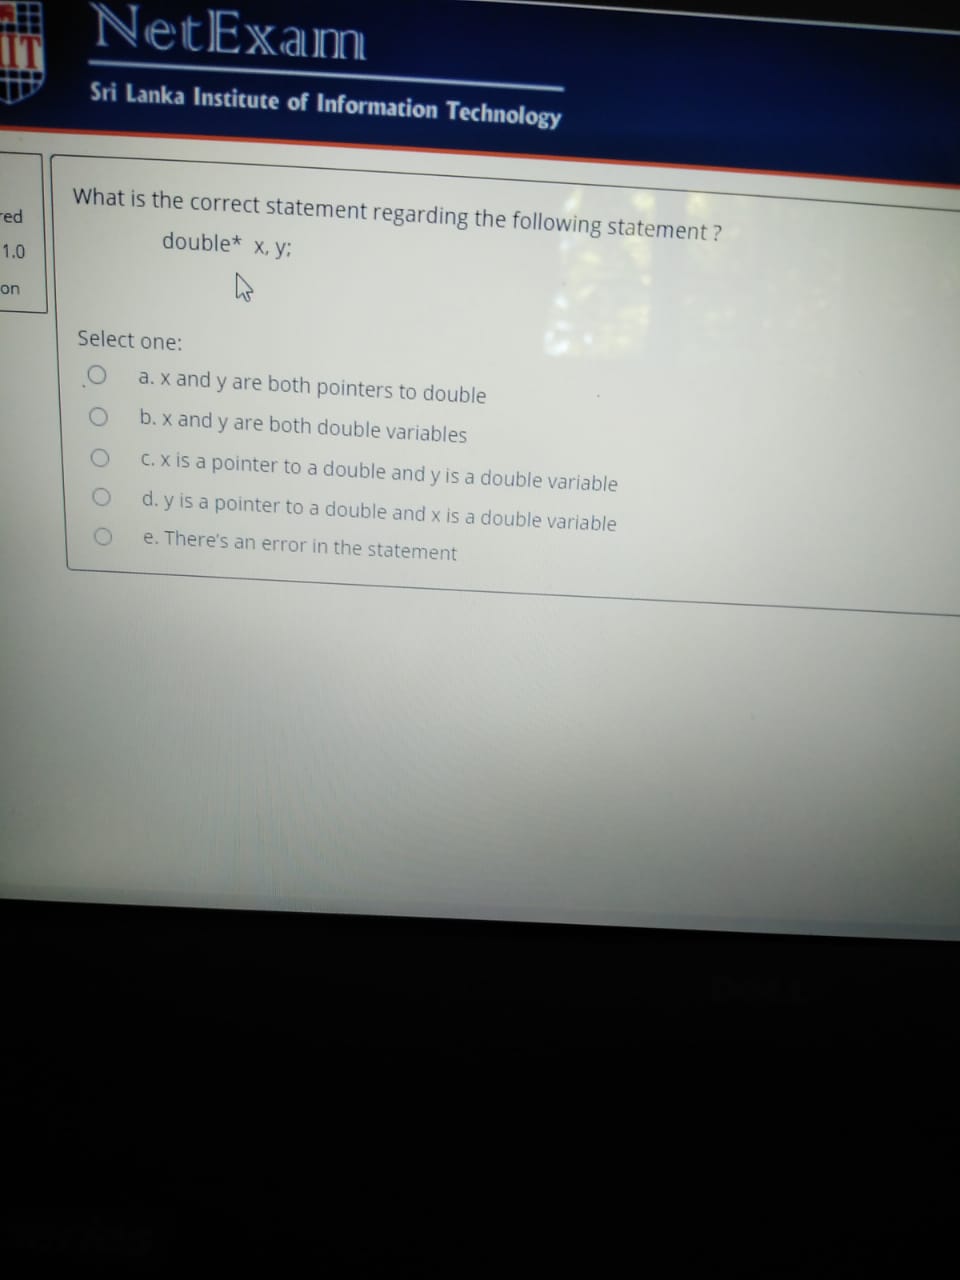 IIT
NetExam
Sri Lanka Institute of Information Technology
red
1.0
on
What is the correct statement regarding the following statement ?
double* x, y;
Select one:
a. x and y are both pointers to double
b. x and y are both double variables
c. x is a pointer to a double and y is a double variable
d. y is a pointer to a double and x is a double variable
e. There's an error in the statement